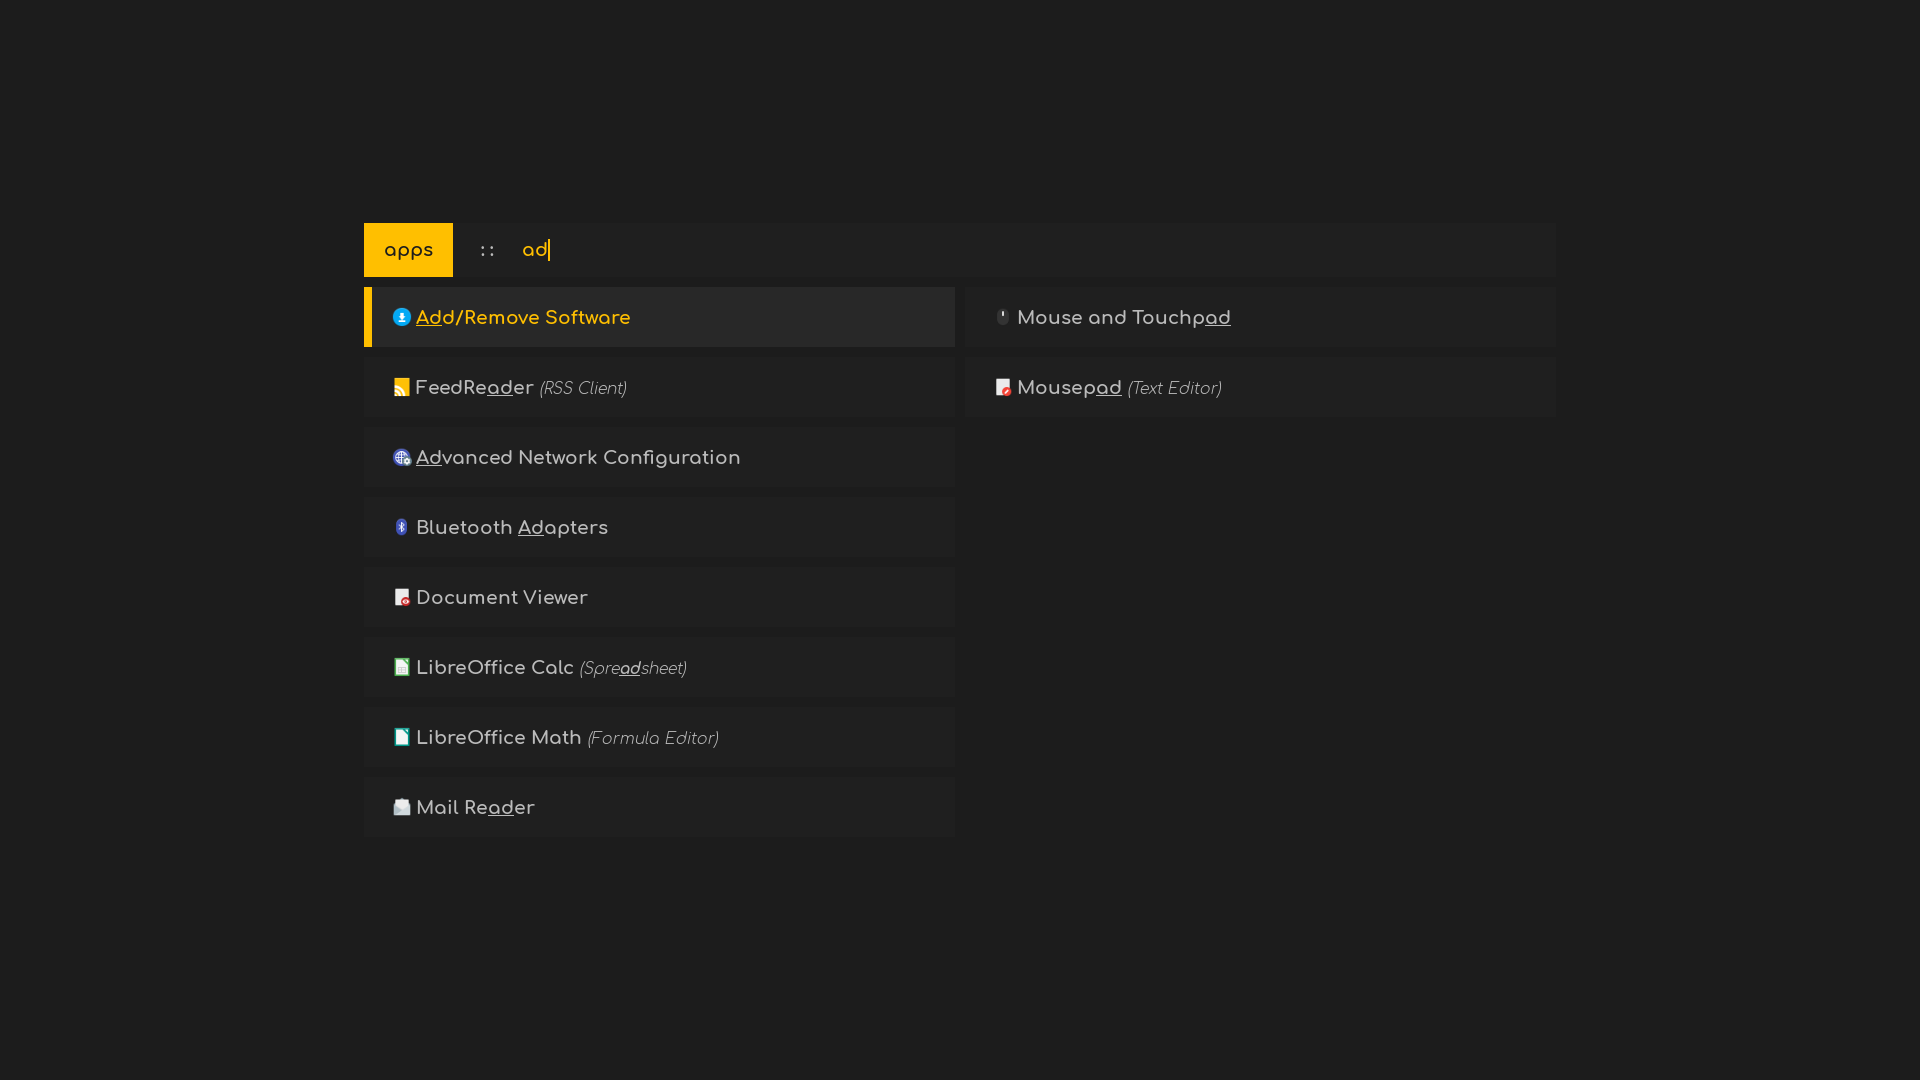 apps :: ad
Add/Remove Software
FeedReader (RSS Client)
Advanced Network Configuration
Bluetooth Adapters
Document Viewer
LibreOffice Calc (Spreadsheet)
LibreOffice Math (Formula Editor)
Mail Reader
Mouse and Touchpad
Mousepad (Text Editor)